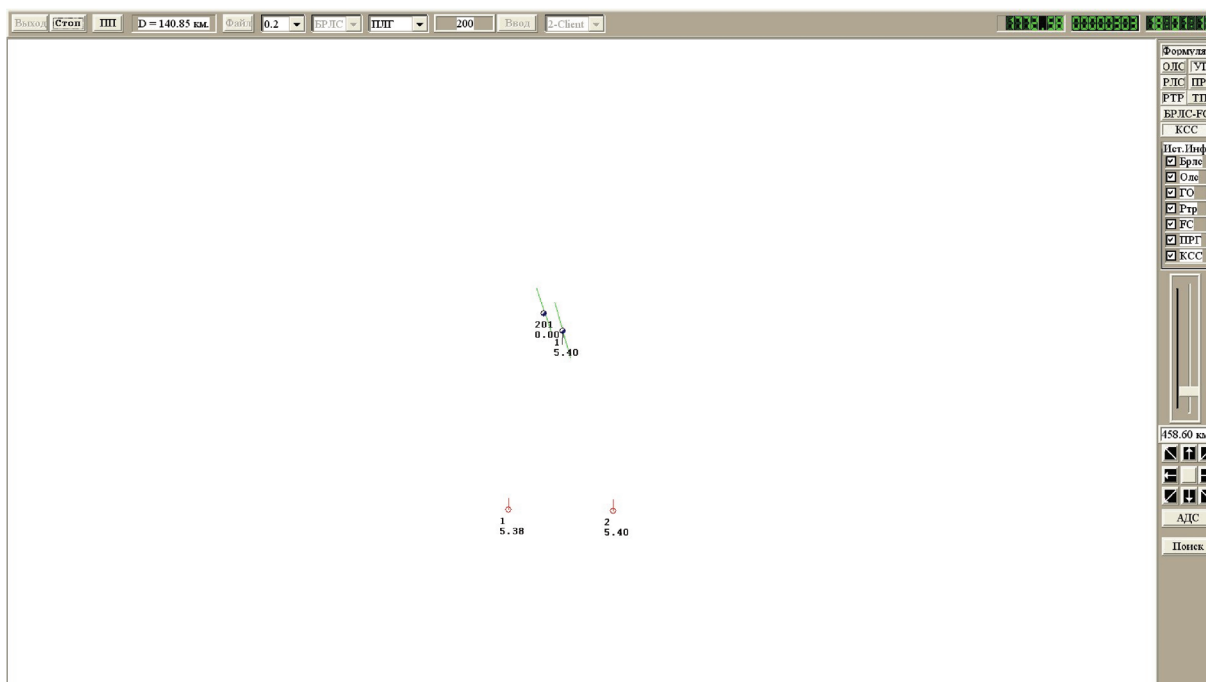 Выход Стоп ПП D = 140.85 км. Файл 0.2 БРЛС ПЛГ 200 Ввод 2-Client
Формуля
ОЛС УП
РЛС ПР
РТР ТП
БРЛС-FC
КСС
Ист.Инф
Брлс
Олс
ГО
Ртр
FC
ПРГ
КСС
201
0.00
1
5.40
458.60 км
1
5.38
2
5.40
АДС
Поиск